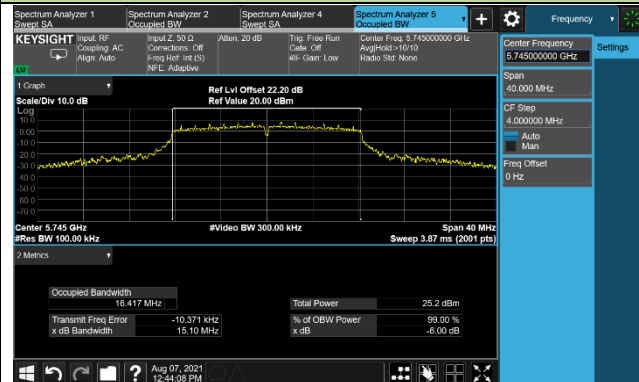 Spectrum Analyzer 1
Swept SA
Spectrum Analyzer 2
Occupied BW
Spectrum Analyzer 4
Swept SA
Spectrum Analyzer 5
Occupied BW
Frequency
KEYSIGHT
Input: RF
Coupling: AC
Align: Auto
Input Z: 50 Ω
Corrections: Off
Freq Ref: Int (S)
NFE: Adaptive
Atten: 20 dB
Trig: Free Run
Gate: Off
#IF Gain: Low
Center Freq: 5.745000000 GHz
Avg|Hold:>10/10
Radio Std: None
Center Frequency
5.745000000 GHz
Settings
Span
40.000 MHz
CF Step
4.000000 MHz
Auto
Man
Freq Offset
0 Hz
1 Graph
Scale/Div 10.0 dB
Ref Lvl Offset 22.20 dB
Ref Value 20.00 dBm
Log
10.0
0.00
-10.0
-20.0
-30.0
-40.0
-50.0
-60.0
-70.0
Center 5.745 GHz
#Res BW 100.00 kHz
#Video BW 300.00 kHz
Span 40 MHz
Sweep 3.87 ms (2001 pts)
2 Metrics
Occupied Bandwidth
16.417 MHz
Total Power 25.2 dBm
Transmit Freq Error -10.371 kHz
% of OBW Power 99.00 %
x dB Bandwidth 15.10 MHz
x dB -6.00 dB
Aug 07, 2021
12:44:08 PM